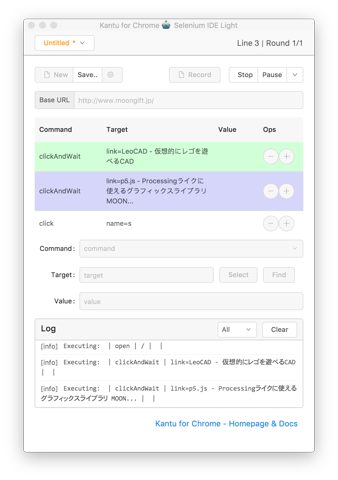 Kantu for Chrome Selenium IDE Light
Untitled *
Line 3 | Round 1/1
New
Save..
Record
Stop
Pause
Base URL
http://www.moongift.jp/
Command Target Value Ops
clickAndWait
link=LeoCAD - 仮想的にレゴを遊
べるCAD
clickAndWait
link=p5.js - Processingライクに
使えるグラフィックスライブラリ
MOON...
click
name=s
Command:
command
Target:
target
Select
Find
Value:
value
Log
All
Clear
[info] Executing: | open | / | |
[info] Executing: | clickAndWait | link=LeoCAD - 仮想的にレゴを遊べるCAD
| |
[info] Executing: | clickAndWait | link=p5.js - Processingライクに使える
グラフィックスライブラリ MOON... | |
Kantu for Chrome - Homepage & Docs